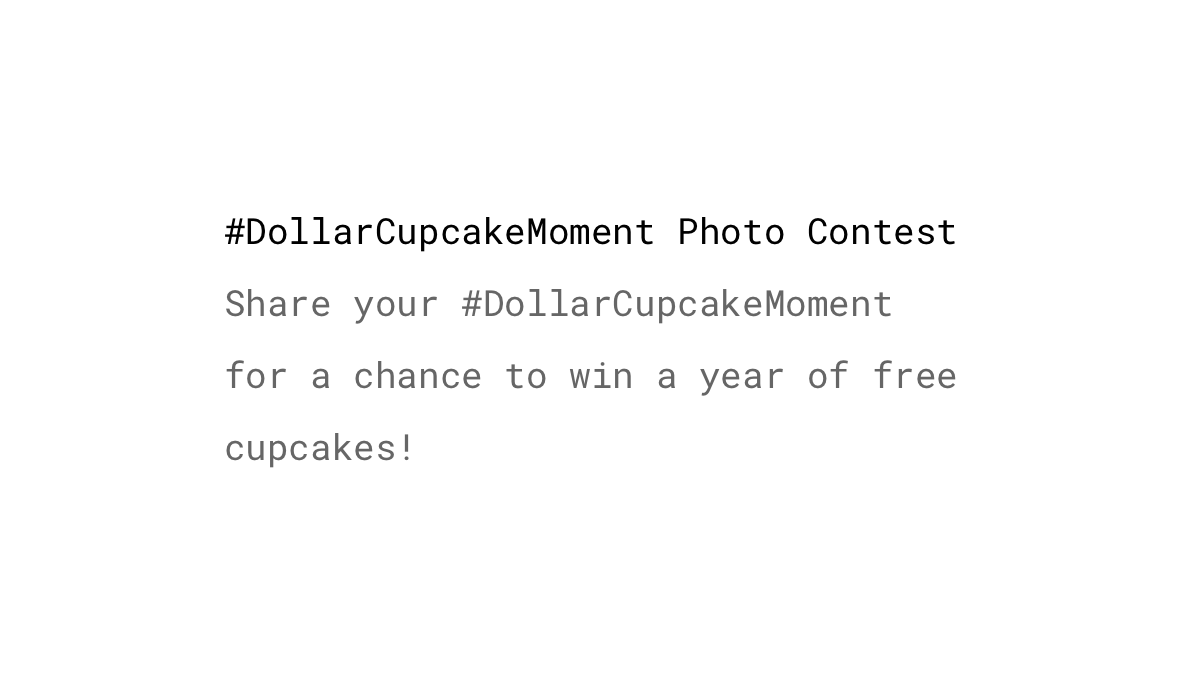 #DollarCupcakeMoment Photo Contest
Share your #DollarCupcakeMoment
for a chance to win a year of free
cupcakes!